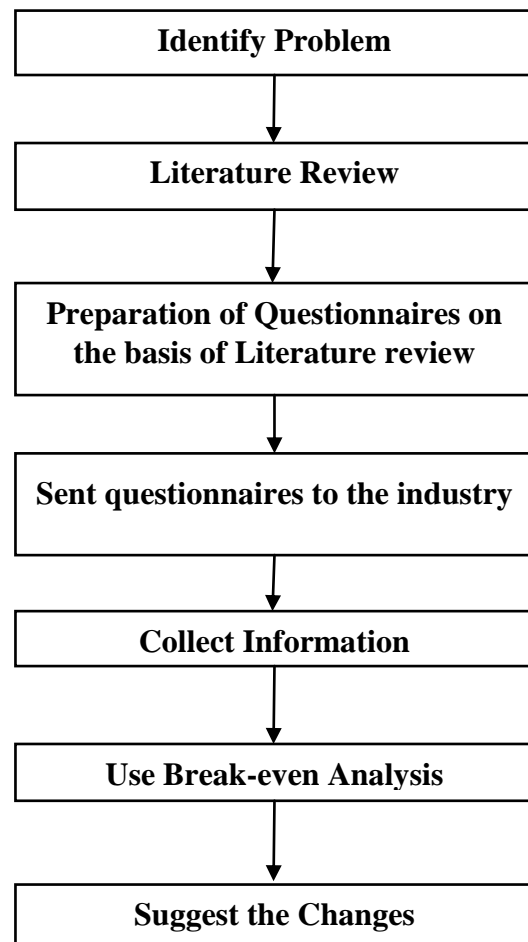 Identify Problem
Literature Review
Preparation of Questionnaires on
the basis of Literature review
Sent questionnaires to the industry
Collect Information
Use Break-even Analysis
Suggest the Changes